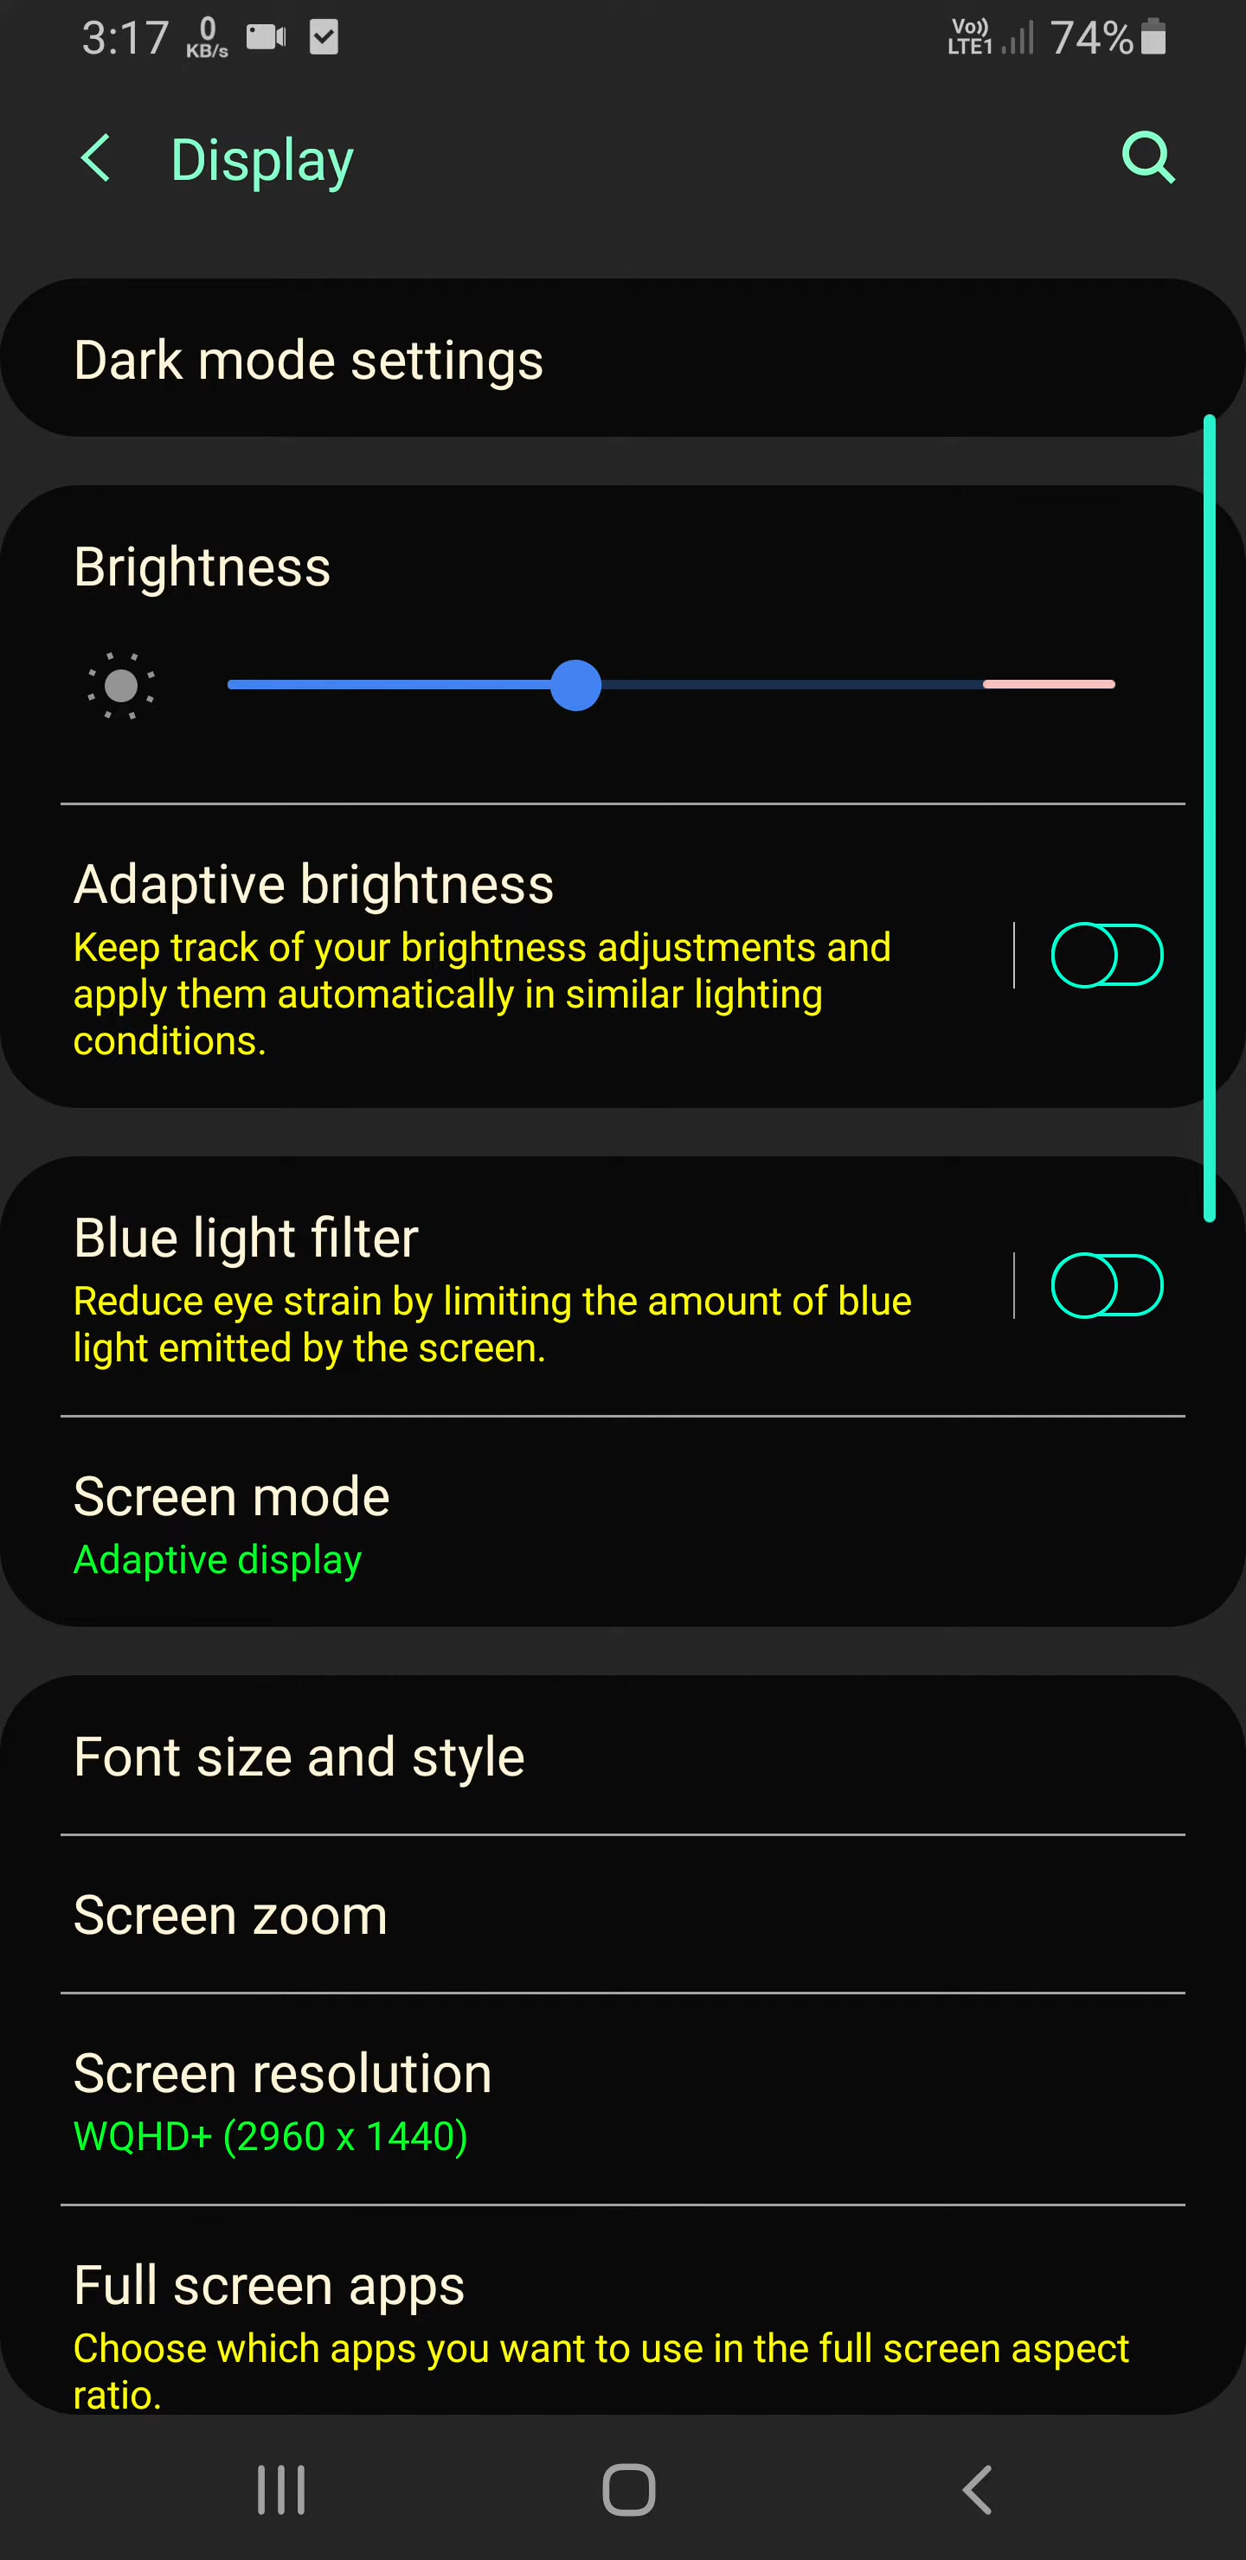 3:17 0 KB/s Vo)) LTE1 74%
Display
Dark mode settings
Brightness
Adaptive brightness
Keep track of your brightness adjustments and
apply them automatically in similar lighting
conditions.
Blue light filter
Reduce eye strain by limiting the amount of blue
light emitted by the screen.
Screen mode
Adaptive display
Font size and style
Screen zoom
Screen resolution
WQHD+ (2960 x 1440)
Full screen apps
Choose which apps you want to use in the full screen aspect
ratio.